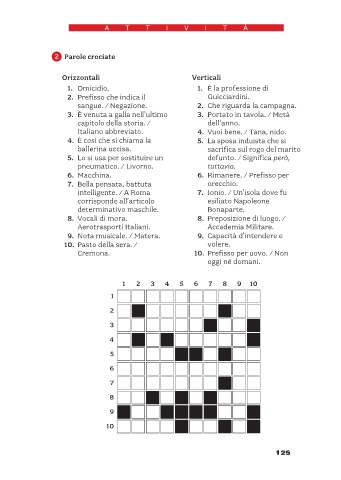 ATTIVITÀ
2 Parole crociate
Orizzontali
1. Omicidio.
2. Prefisso che indica il
sangue. / Negazione.
3. È venuta a galla nell'ultimo
capitolo della storia. /
Italiano abbreviato.
4. È così che si chiama la
ballerina uccisa.
5. Lo si usa per sostituire un
pneumatico. / Livorno.
6. Macchina.
7. Bella pensata, battuta
intelligente. / A Roma
corrisponde all'articolo
determinativo maschile.
8. Vocali di mora.
Aerotrasporti Italiani.
9. Nota musicale. / Matera.
10. Pasto della sera. /
Cremona.
Verticali
1. È la professione di
Guicciardini.
2. Che riguarda la campagna.
3. Portato in tavola. / Metà
dell'anno.
4. Vuoi bene. / Tana, nido.
5. La sposa induista che si
sacrifica sul rogo del marito
defunto. / Significa però,
tuttavia.
6. Rimanere. / Prefisso per
orecchio.
7. Ionio. / Un'isola dove fu
esiliato Napoleone
Bonaparte.
8. Preposizione di luogo. /
Accademia Militare.
9. Capacità d'intendere e
volere.
10. Prefisso per uovo. / Non
oggi né domani.
1 2 3 4 5 6 7 8 9 10
1
2
3
4
5
6
7
8
9
10
125